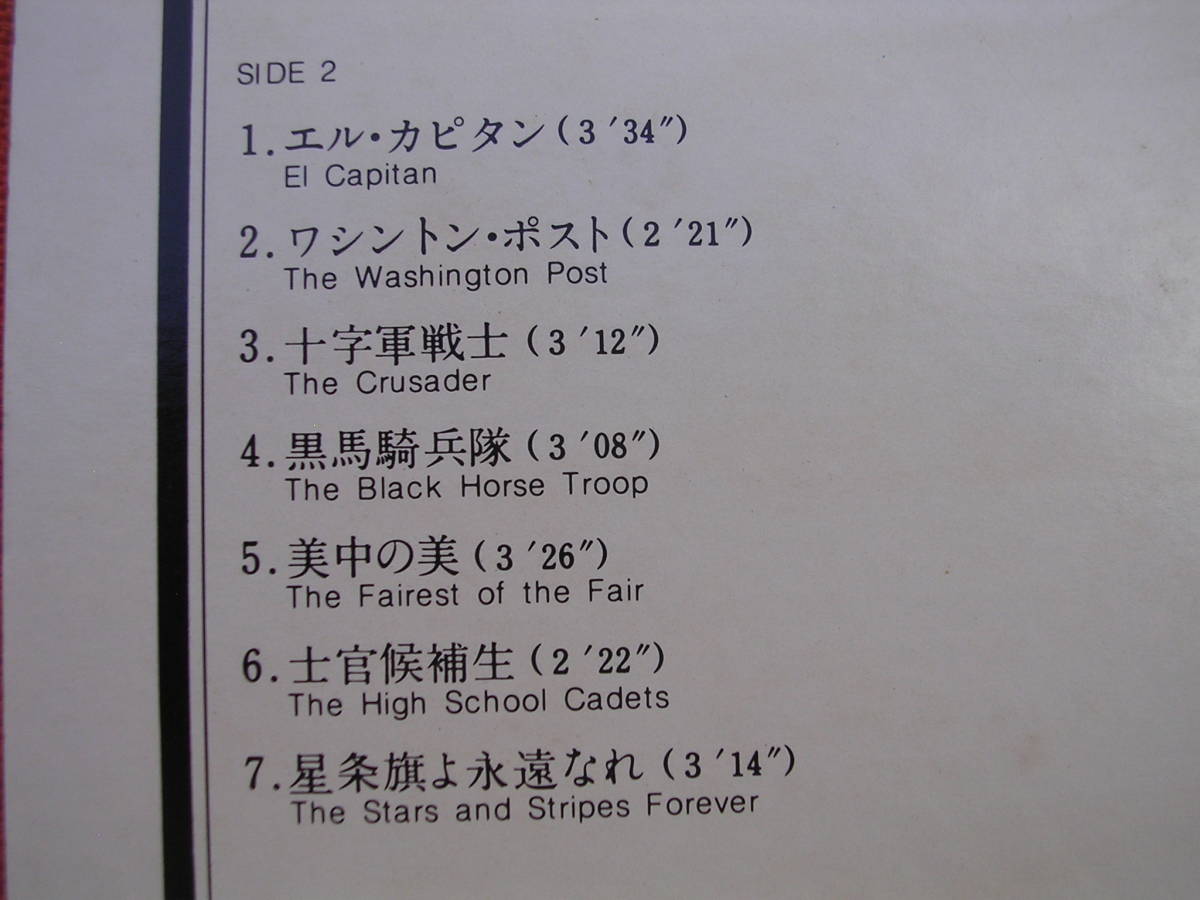 SIDE 2
1. エル・カピタン (3 '34")
El Capitan
2. ワシントン・ポスト (2 '21")
The Washington Post
3. 十字軍戦士 (3 '12")
The Crusader
4. 黒馬騎兵隊 (3 '08")
The Black Horse Troop
5. 美中の美 (3 '26")
The Fairest of the Fair
6. 士官候補生 (2 '22")
The High School Cadets
7. 星条旗よ永遠なれ (3 '14")
The Stars and Stripes Forever